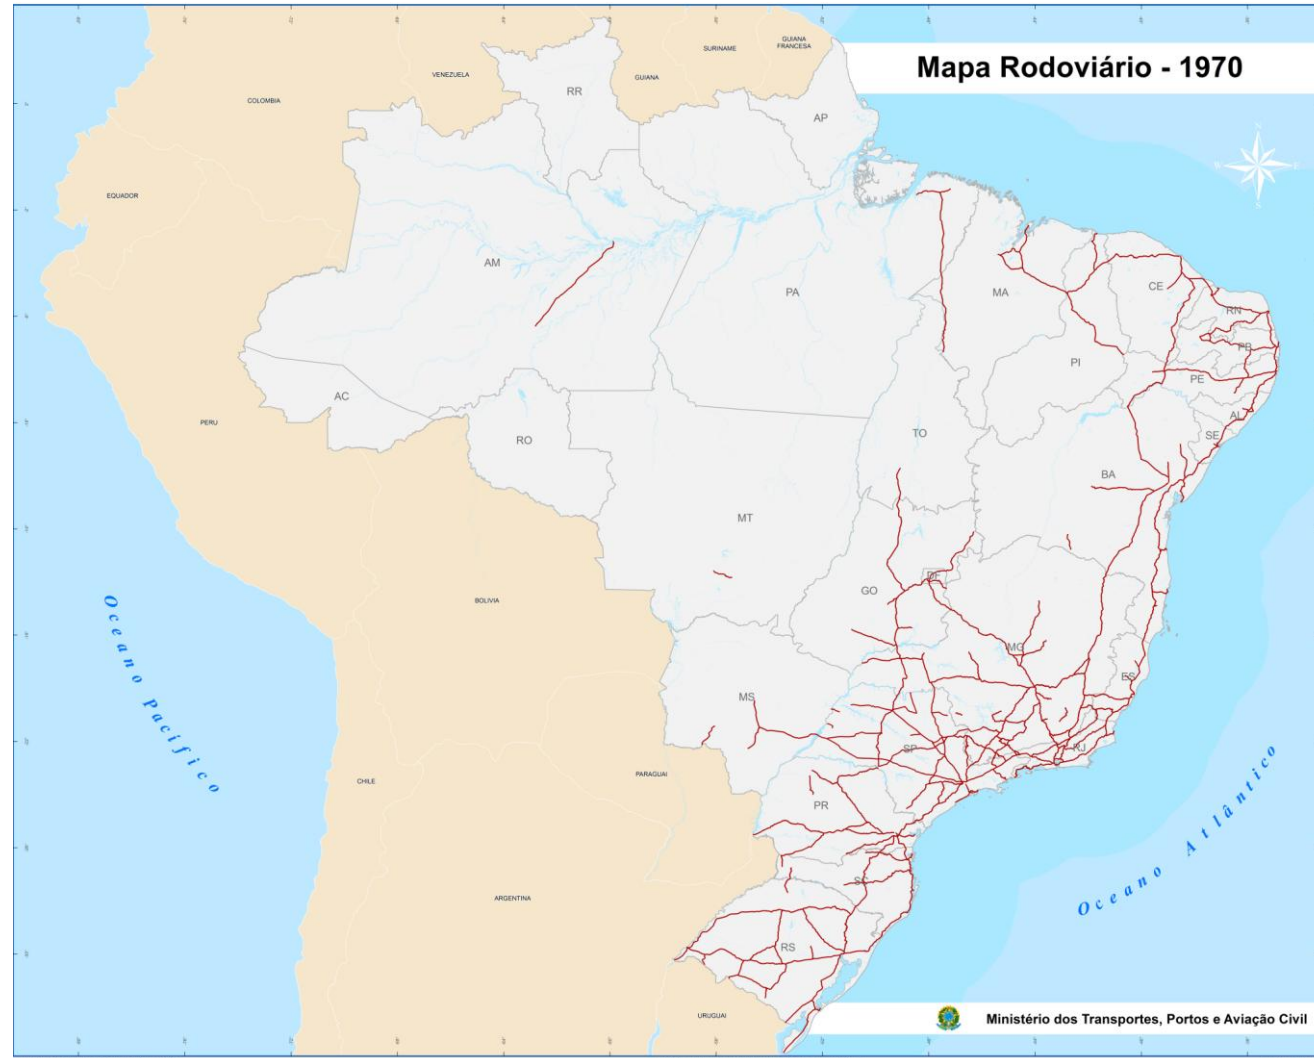 Mapa Rodoviário - 1970
GUIANA
FRANCESA
SURINAME
VENEZUELA
GUIANA
RR
COLOMBIA
AP
EQUADOR
AM
PA
MA
CE
RN
PB
PI
PE
AC
AL
PERU
TO
SE
RO
BA
MT
DF
GO
BOLIVIA
MG
ES
MS
SP
RJ
Oceano Pacífico
PARAGUAI
CHILE
PR
Oceano Atlântico
SC
ARGENTINA
RS
URUGUAI
Ministério dos Transportes, Portos e Aviação Civil